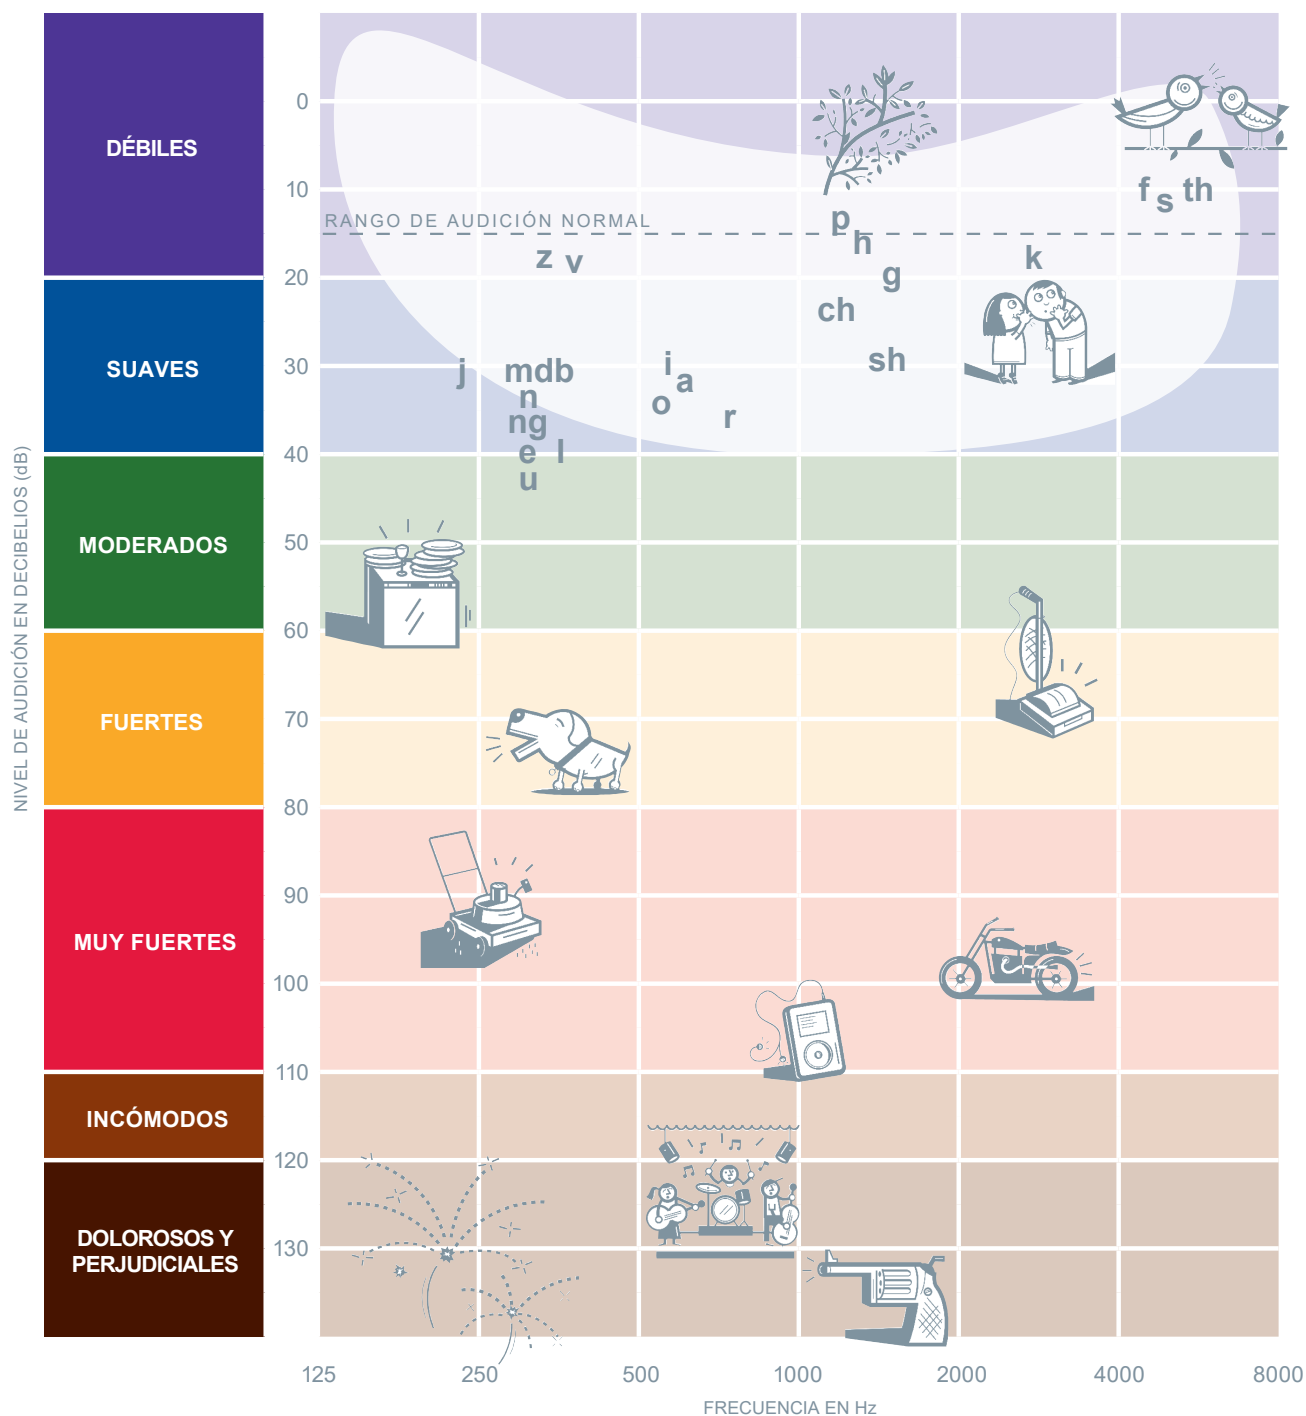 NIVEL DE AUDICIÓN EN DECIBELIOS (dB)
DÉBILES
SUAVES
MODERADOS
FUERTES
MUY FUERTES
INCÓMODOS
DOLOROSOS Y
PERJUDICIALES
0
10
20
30
40
50
60
70
80
90
100
110
120
130
RANGO DE AUDICIÓN NORMAL
f s th
p
h
z v
k
g
ch
j
mdb
n
ng
e l
u
i
a
o
r
sh
125 250 500 1000 2000 4000 8000
FRECUENCIA EN Hz